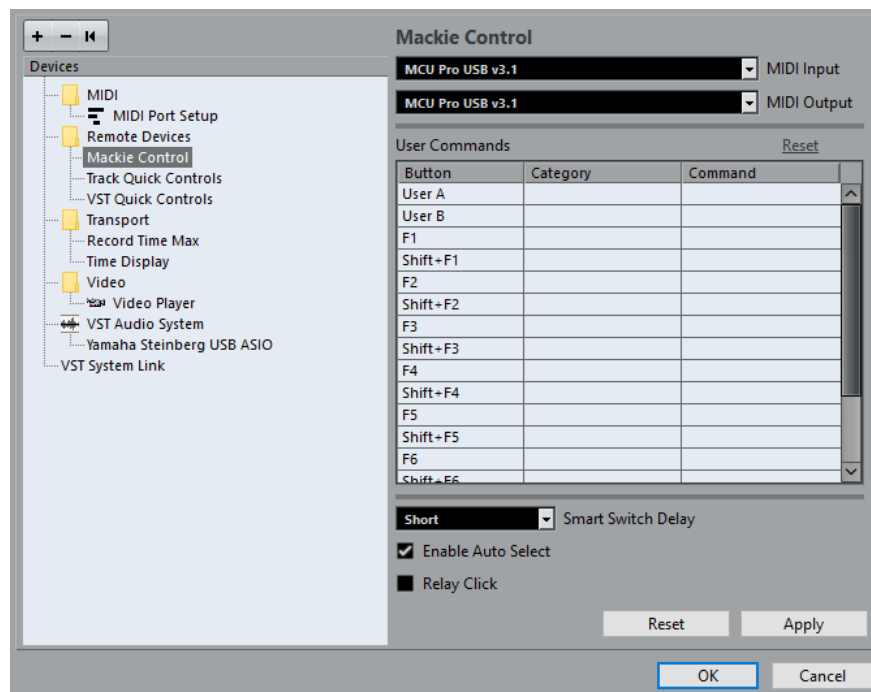 + −
Devices
MIDI
MIDI Port Setup
Remote Devices
Mackie Control
Track Quick Controls
VST Quick Controls
Transport
Record Time Max
Time Display
Video
Video Player
VST Audio System
Yamaha Steinberg USB ASIO
VST System Link
Mackie Control
MCU Pro USB v3.1 MIDI Input
MCU Pro USB v3.1 MIDI Output
User Commands Reset
Button Category Command
User A
User B
F1
Shift+F1
F2
Shift+F2
F3
Shift+F3
F4
Shift+F4
F5
Shift+F5
F6
Shift+F6
Short Smart Switch Delay
Enable Auto Select
Relay Click
Reset Apply
OK Cancel